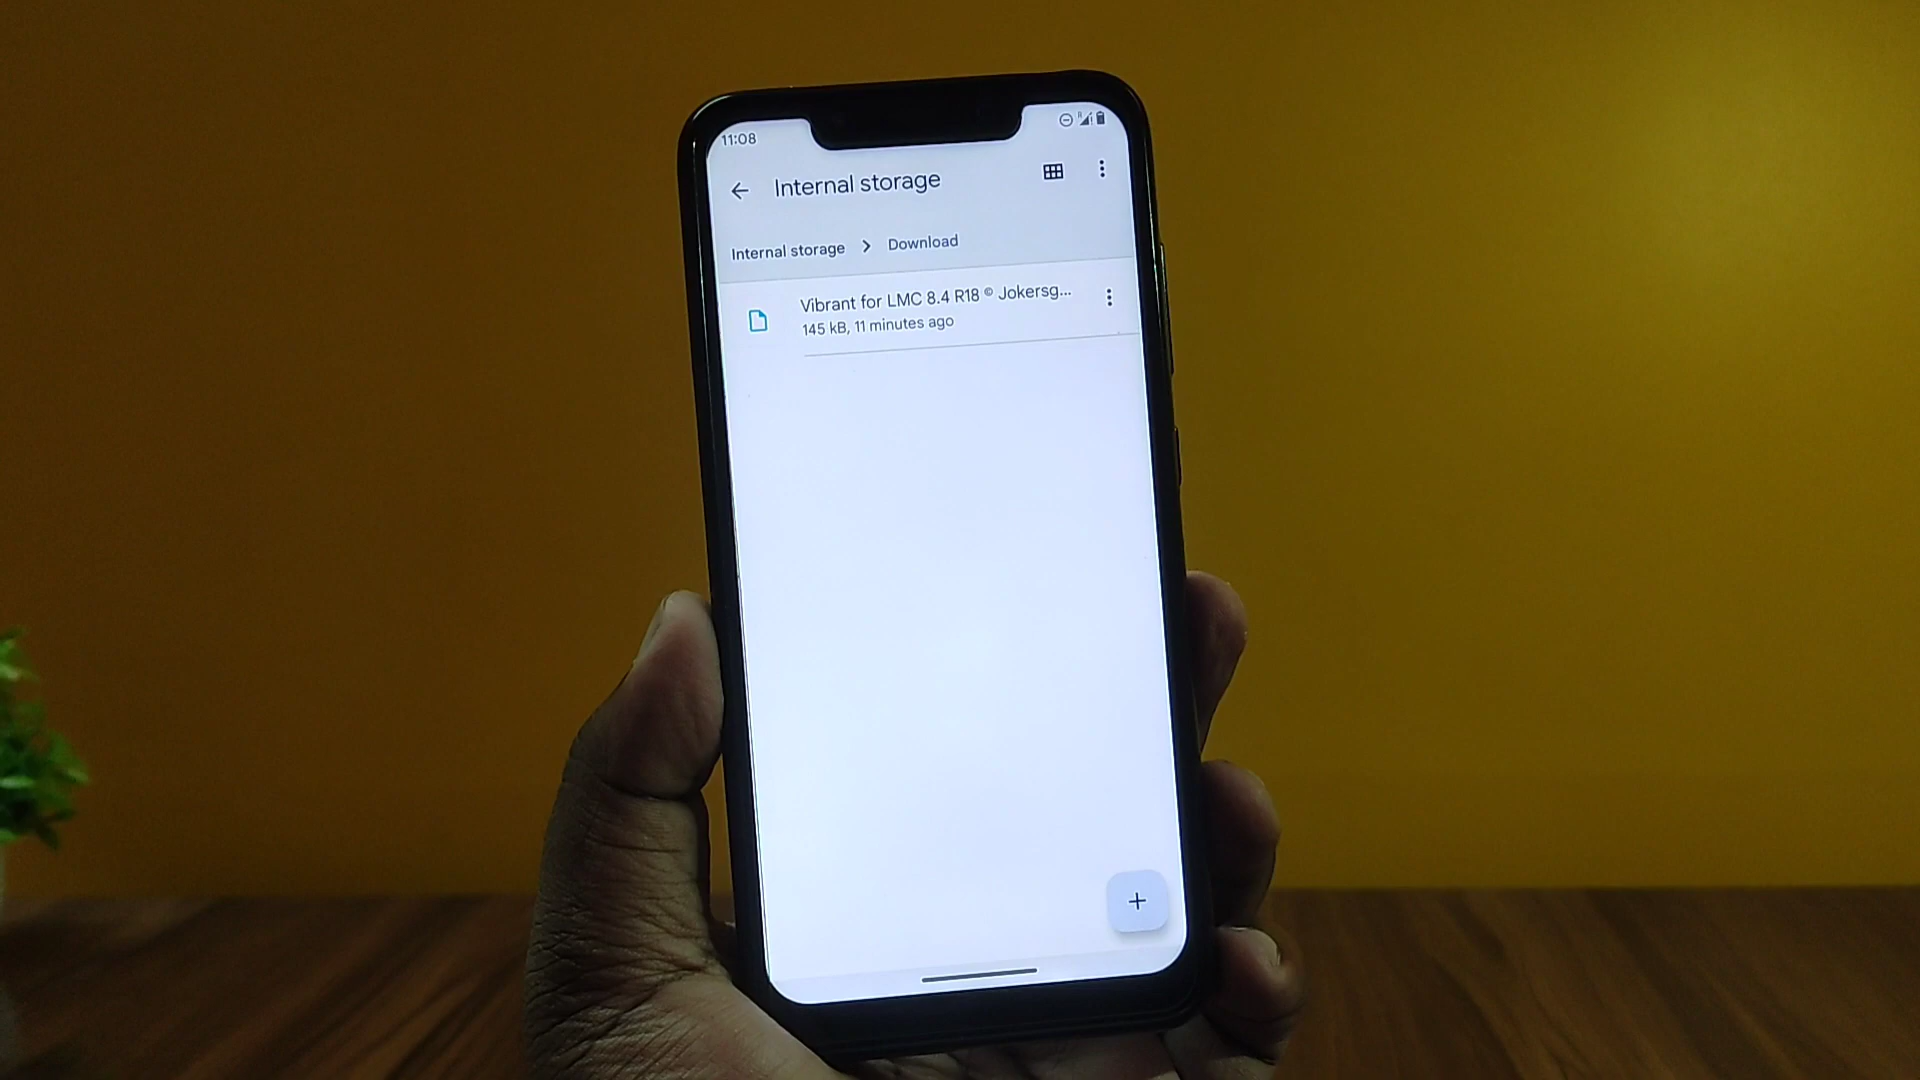 11:08
Internal storage
Internal storage > Download
Vibrant for LMC 8.4 R18 © Jokersg...
145 kB, 11 minutes ago